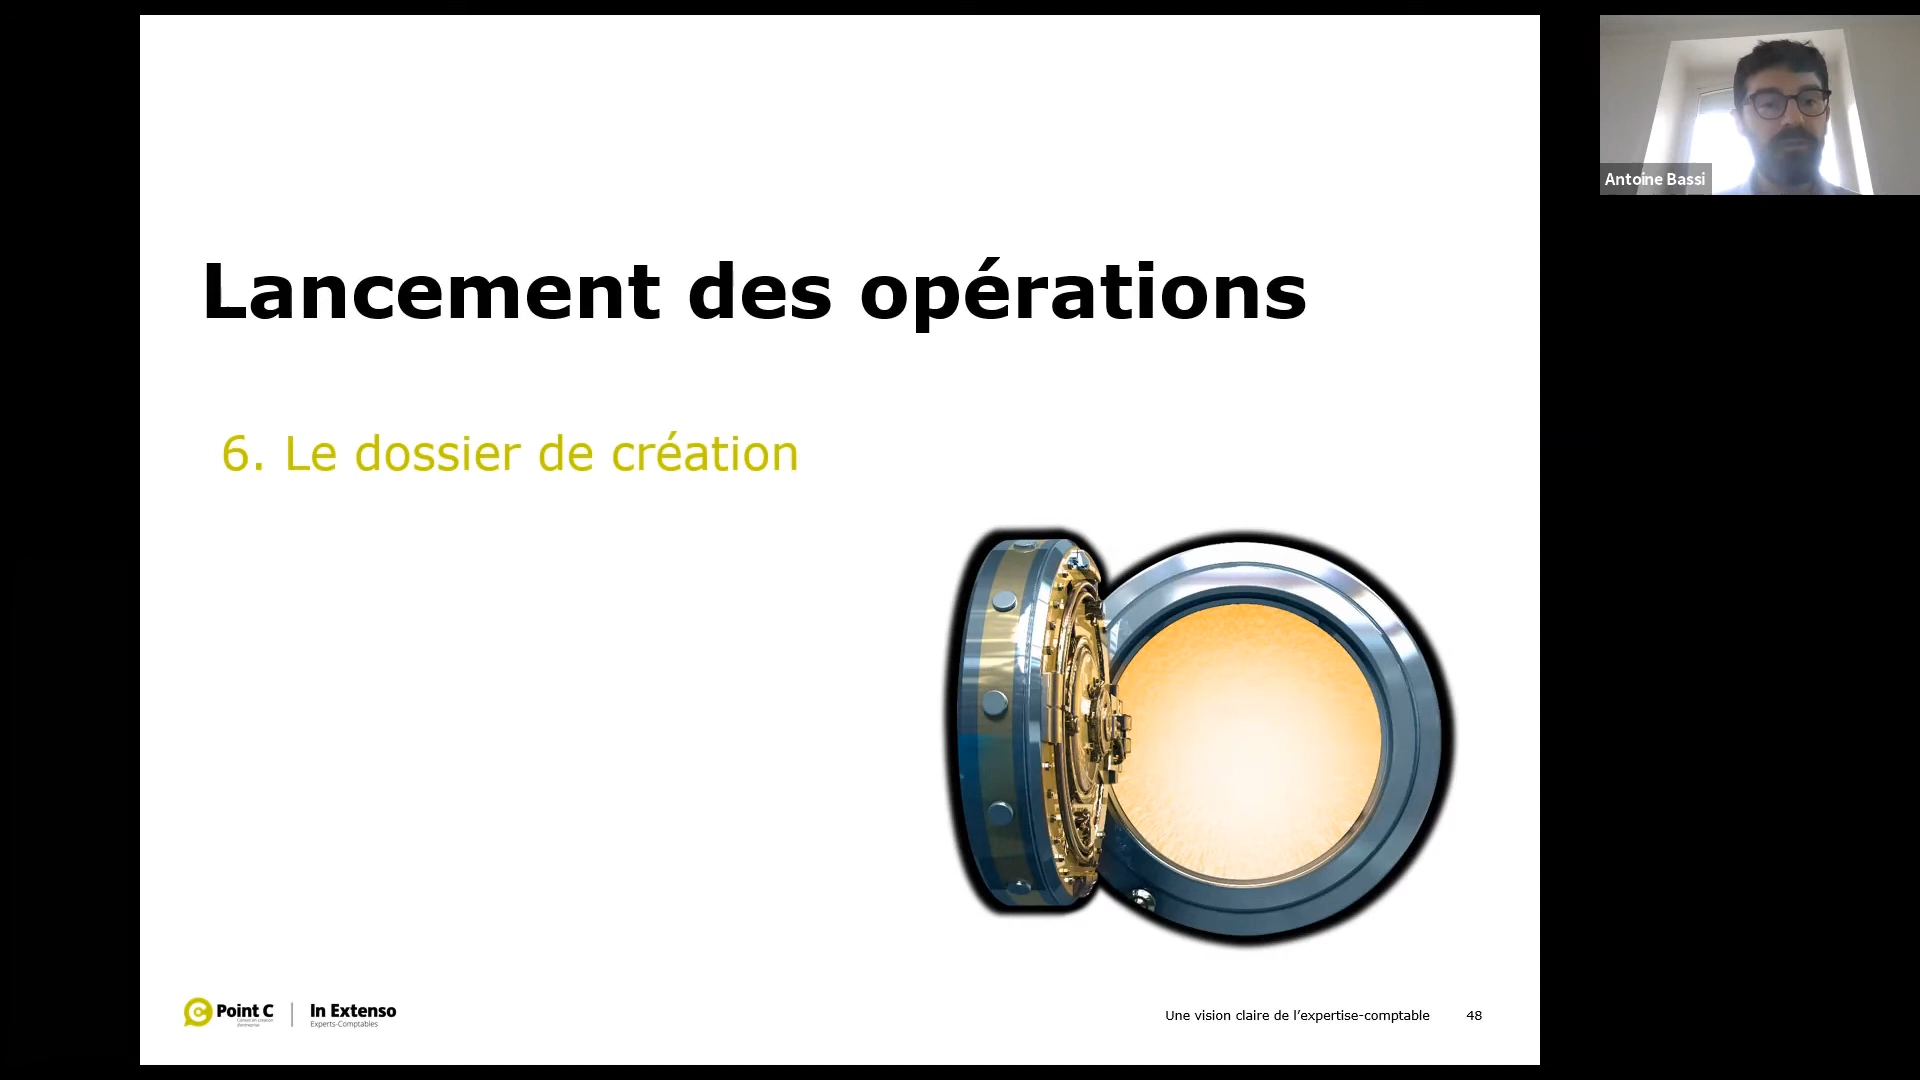 Antoine Bassi
Lancement des opérations
6. Le dossier de création
Point C
In Extenso
Experts-Comptables
Une vision claire de l'expertise-comptable
48